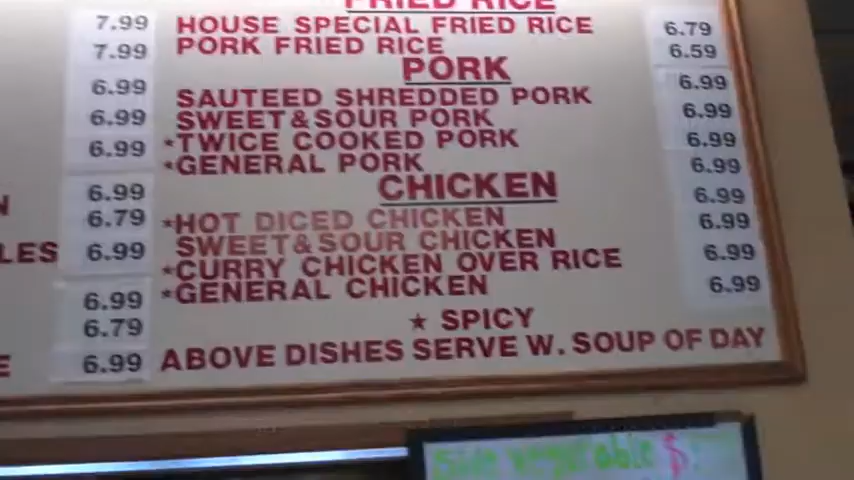 FRIED RICE
7.99 HOUSE SPECIAL FRIED RICE 6.79
7.99 PORK FRIED RICE 6.59
PORK
6.99 SAUTEED SHREDDED PORK 6.99
6.99 SWEET&SOUR PORK 6.99
6.99 *TWICE COOKED PORK 6.99
*GENERAL PORK 6.99
CHICKEN
6.99
6.79 *HOT DICED CHICKEN 6.99
LES 6.99 SWEET&SOUR CHICKEN 6.99
*CURRY CHICKEN OVER RICE 6.99
6.99 *GENERAL CHICKEN 6.99
6.79 ★ SPICY
6.99 ABOVE DISHES SERVE W. SOUP OF DAY
Side vegetable $